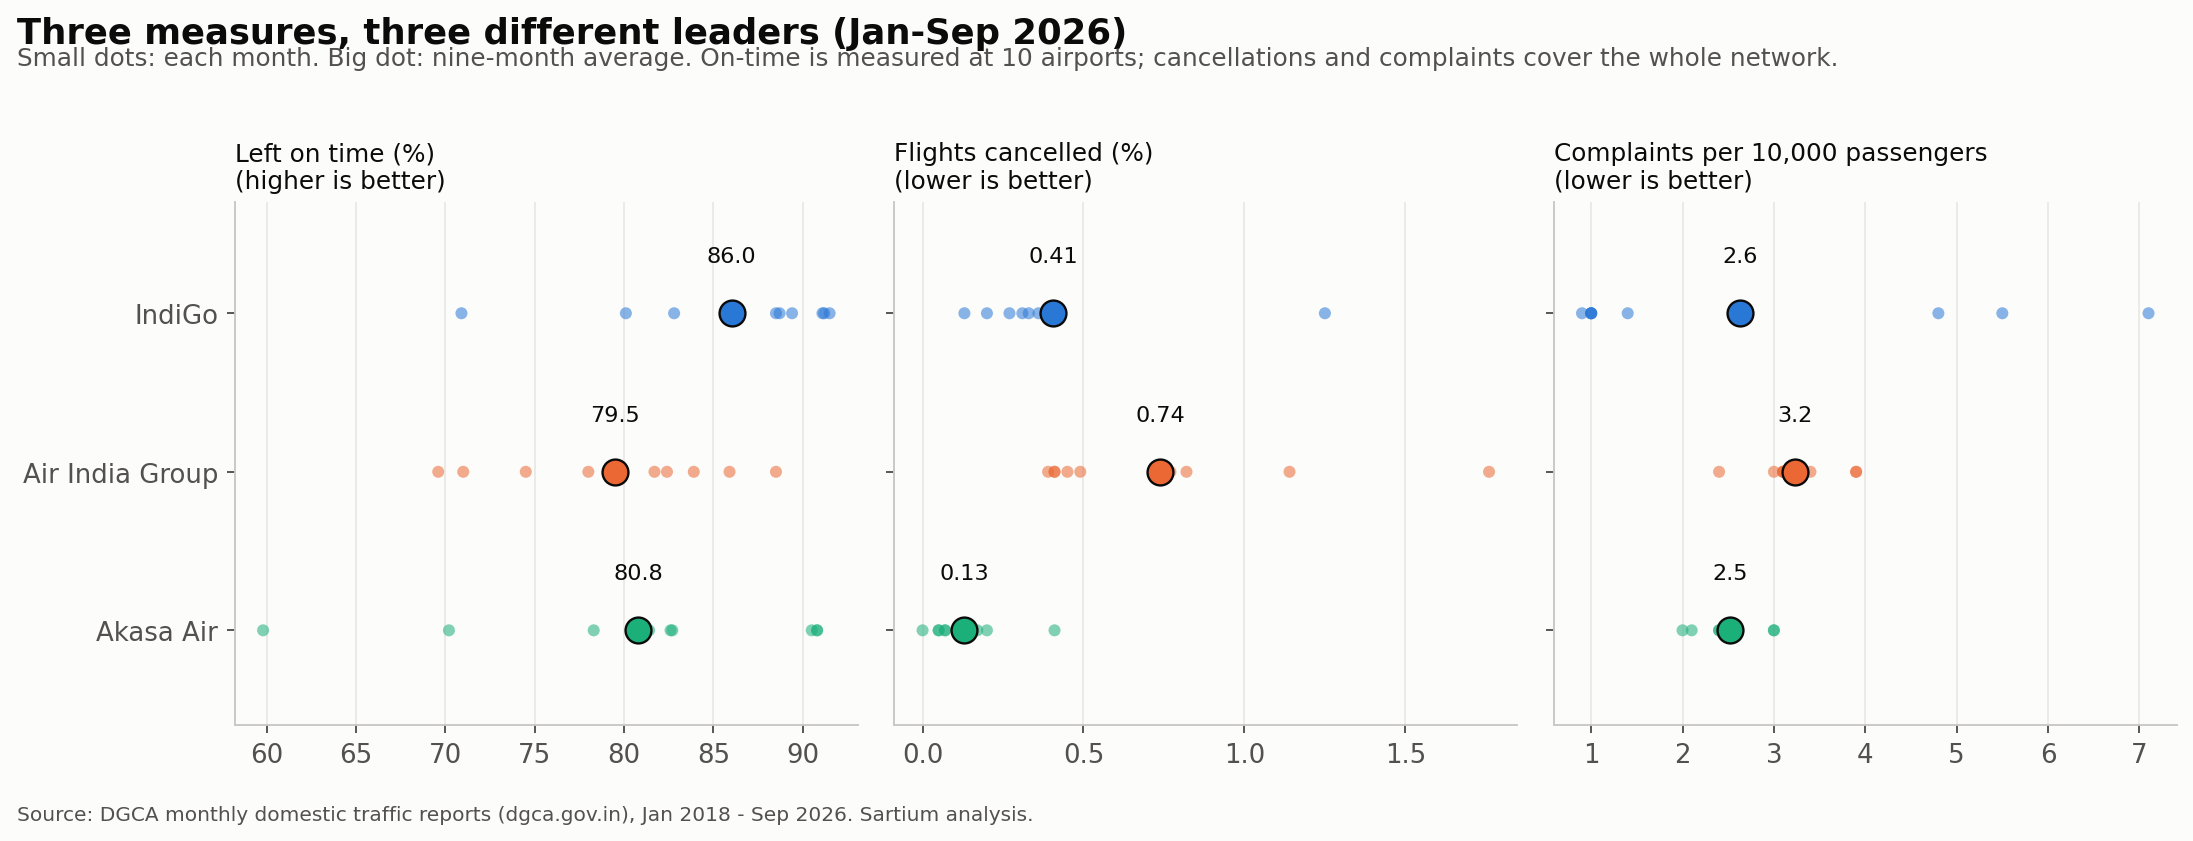 Three measures, three different leaders (Jan-Sep 2026)
Small dots: each month. Big dot: nine-month average. On-time is measured at 10 airports; cancellations and complaints cover the whole network.
Left on time (%)
(higher is better)
Flights cancelled (%)
(lower is better)
Complaints per 10,000 passengers
(lower is better)
86.0 0.41 2.6
IndiGo
79.5 0.74 3.2
Air India Group
80.8 0.13 2.5
Akasa Air
60 65 70 75 80 85 90 0.0 0.5 1.0 1.5 1 2 3 4 5 6 7
Source: DGCA monthly domestic traffic reports (dgca.gov.in), Jan 2018 - Sep 2026. Sartium analysis.